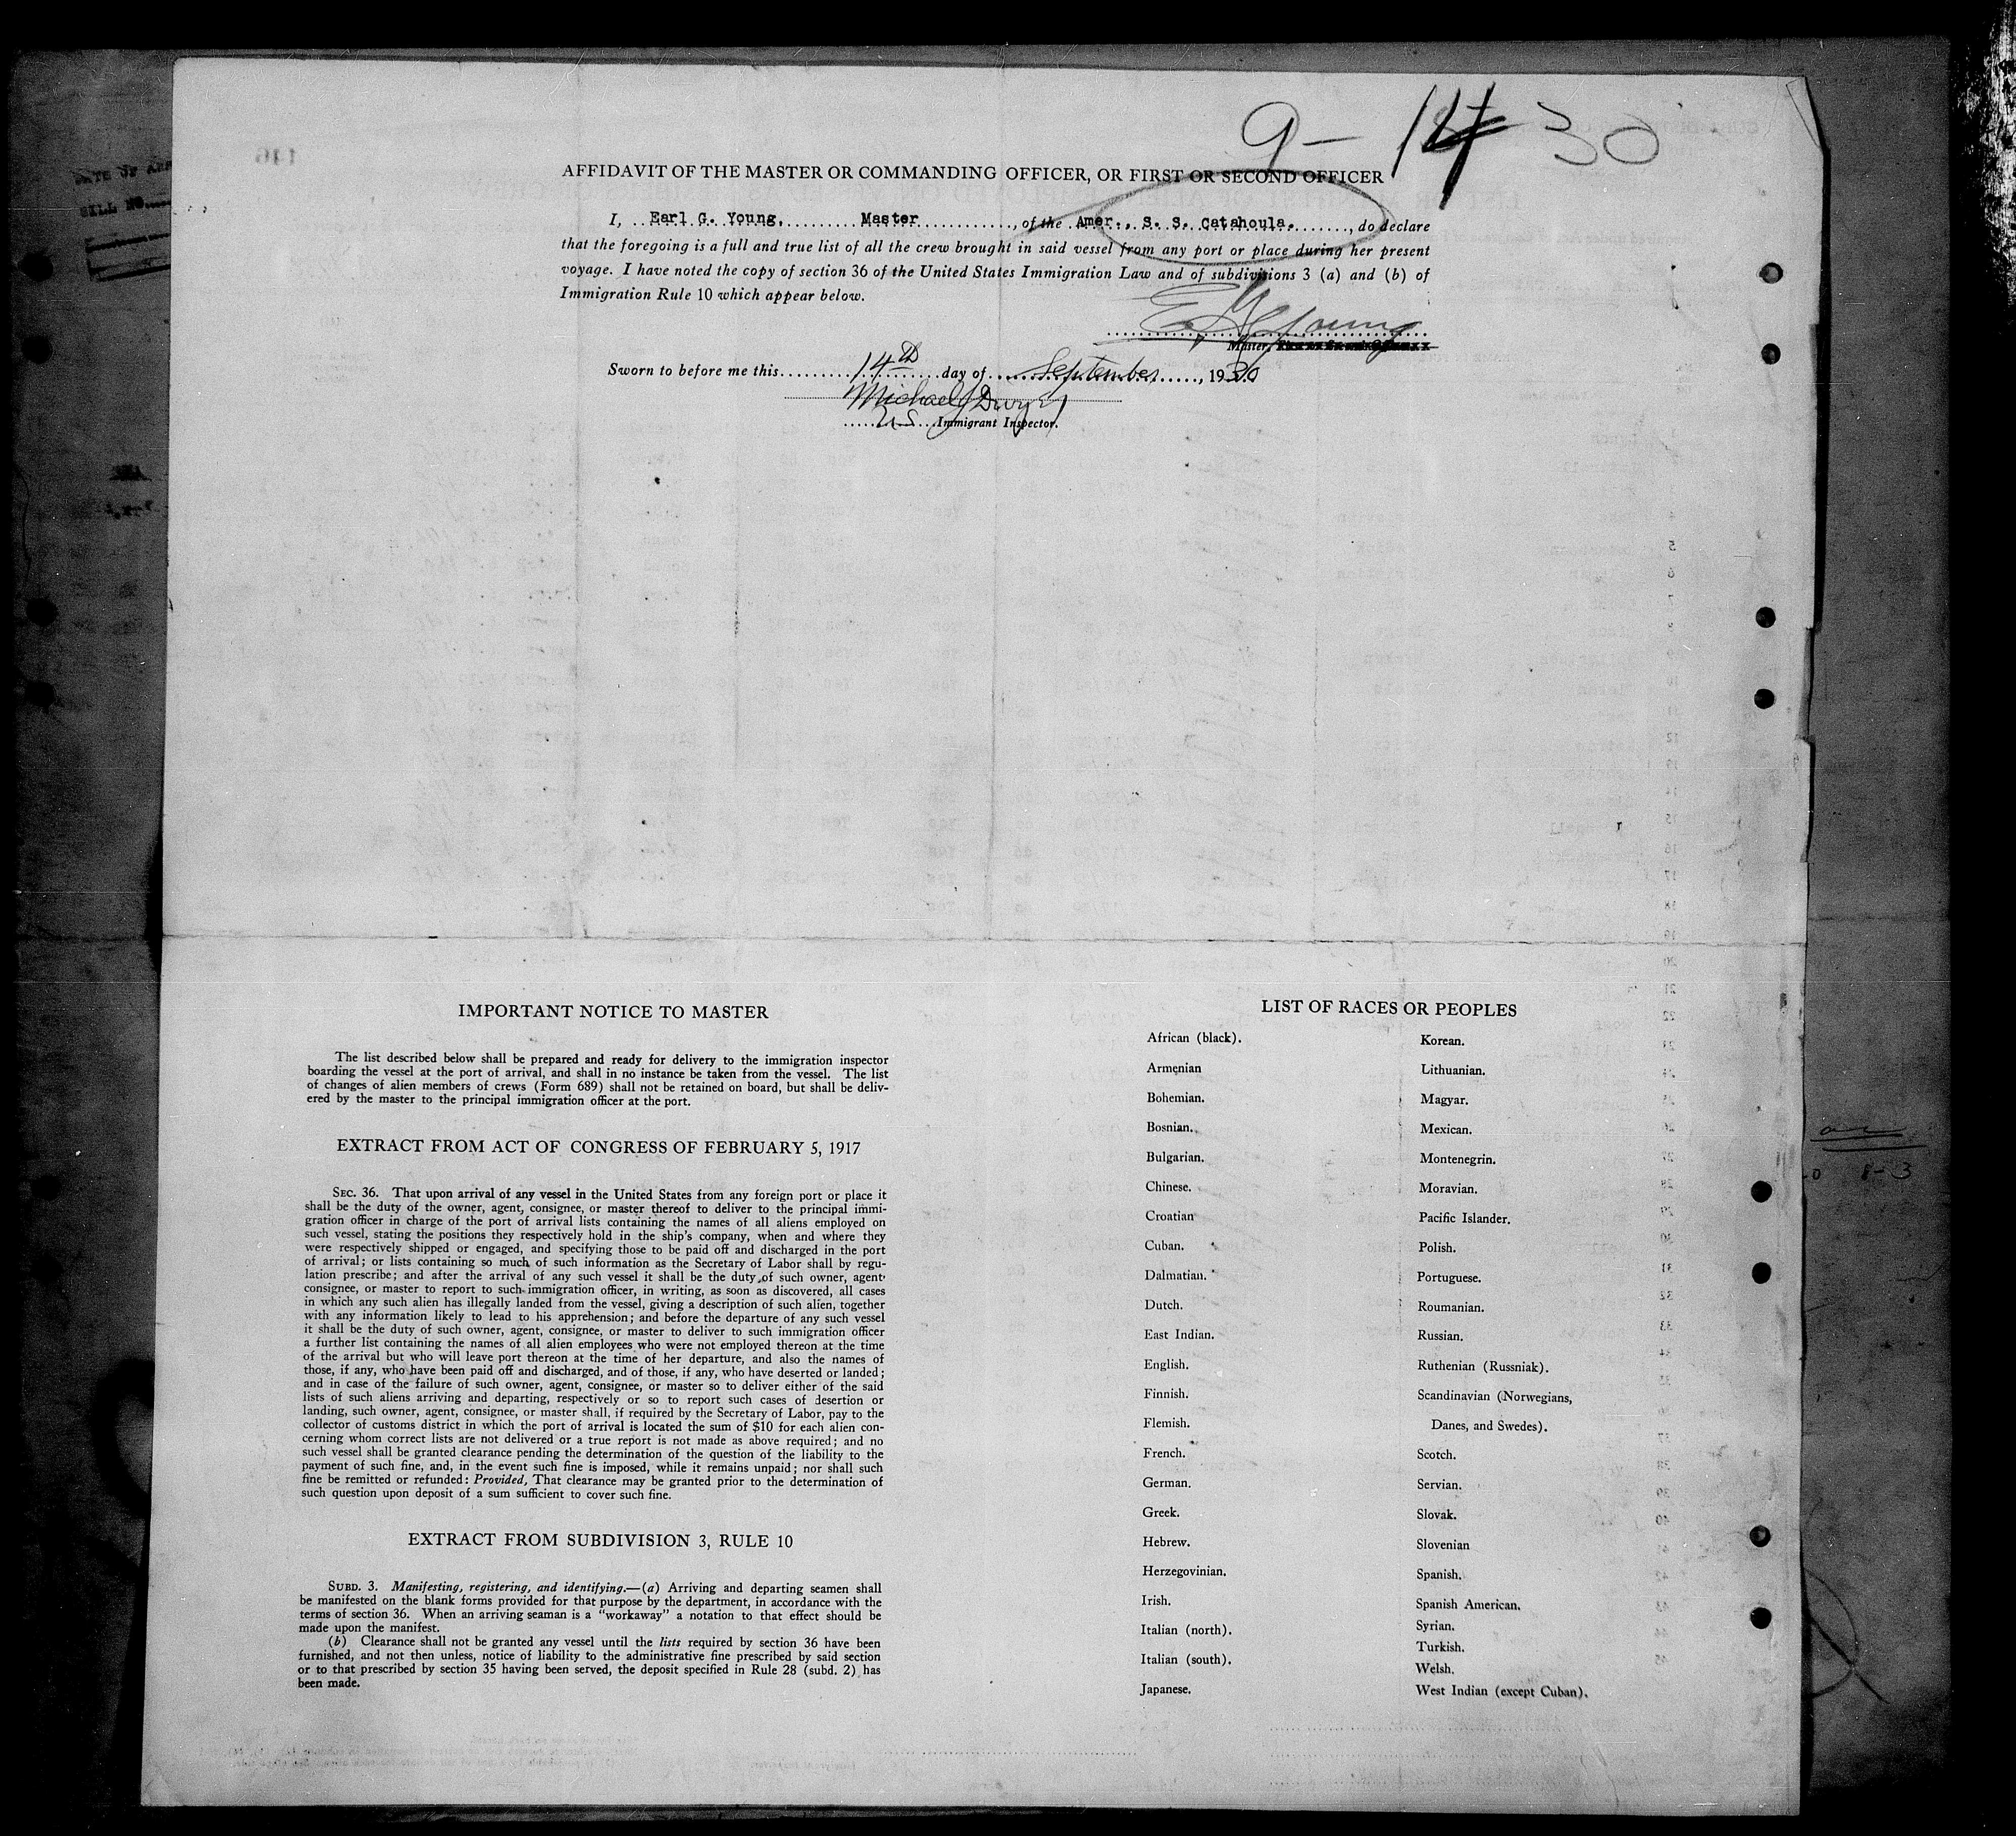 9- 14 30
AFFIDAVIT OF THE MASTER OR COMMANDING OFFICER, OR FIRST OR SECOND OFFICER
I, Earl G. Young, Master, of the Amer., S. S. Catahoula., do declare
that the foregoing is a full and true list of all the crew brought in said vessel from any port or place during her present
voyage. I have noted the copy of section 36 of the United States Immigration Law and of subdivisions 3 (a) and (b) of
Immigration Rule 10 which appear below.
E G Young
Master,
Sworn to before me this 14th day of September, 1930
Michael J Dwyer
US Immigrant Inspector.
IMPORTANT NOTICE TO MASTER
The list described below shall be prepared and ready for delivery to the immigration inspector
boarding the vessel at the port of arrival, and shall in no instance be taken from the vessel. The list
of changes of alien members of crews (Form 689) shall not be retained on board, but shall be deliv-
ered by the master to the principal immigration officer at the port.
EXTRACT FROM ACT OF CONGRESS OF FEBRUARY 5, 1917
SEC. 36. That upon arrival of any vessel in the United States from any foreign port or place it
shall be the duty of the owner, agent, consignee, or master thereof to deliver to the principal immi-
gration officer in charge of the port of arrival lists containing the names of all aliens employed on
such vessel, stating the positions they respectively hold in the ship's company, when and where they
were respectively shipped or engaged, and specifying those to be paid off and discharged in the port
of arrival; or lists containing so much of such information as the Secretary of Labor shall by regu-
lation prescribe; and after the arrival of any such vessel it shall be the duty of such owner, agent,
consignee, or master to report to such immigration officer, in writing, as soon as discovered, all cases
in which any such alien has illegally landed from the vessel, giving a description of such alien, together
with any information likely to lead to his apprehension; and before the departure of any such vessel
it shall be the duty of such owner, agent, consignee, or master to deliver to such immigration officer
a further list containing the names of all alien employees who were not employed thereon at the time
of the arrival but who will leave port thereon at the time of her departure, and also the names of
those, if any, who have been paid off and discharged, and of those, if any, who have deserted or landed;
and in case of the failure of such owner, agent, consignee, or master so to deliver either of the said
lists of such aliens arriving and departing, respectively or so to report such cases of desertion or
landing, such owner, agent, consignee, or master shall, if required by the Secretary of Labor, pay to the
collector of customs district in which the port of arrival is located the sum of $10 for each alien con-
cerning whom correct lists are not delivered or a true report is not made as above required; and no
such vessel shall be granted clearance pending the determination of the question of the liability to the
payment of such fine, and, in the event such fine is imposed, while it remains unpaid; nor shall such
fine be remitted or refunded: Provided, That clearance may be granted prior to the determination of
such question upon deposit of a sum sufficient to cover such fine.
EXTRACT FROM SUBDIVISION 3, RULE 10
SUBD. 3. Manifesting, registering, and identifying.—(a) Arriving and departing seamen shall
be manifested on the blank forms provided for that purpose by the department, in accordance with the
terms of section 36. When an arriving seaman is a "workaway" a notation to that effect should be
made upon the manifest.
(b) Clearance shall not be granted any vessel until the lists required by section 36 have been
furnished, and not then unless, notice of liability to the administrative fine prescribed by said section
or to that prescribed by section 35 having been served, the deposit specified in Rule 28 (subd. 2) has
been made.
LIST OF RACES OR PEOPLES
African (black).
Armenian
Bohemian.
Bosnian.
Bulgarian.
Chinese.
Croatian
Cuban.
Dalmatian.
Dutch.
East Indian.
English.
Finnish.
Flemish.
French.
German.
Greek.
Hebrew.
Herzegovinian.
Irish.
Italian (north).
Italian (south).
Japanese.
Korean.
Lithuanian.
Magyar.
Mexican.
Montenegrin.
Moravian.
Pacific Islander.
Polish.
Portuguese.
Roumanian.
Russian.
Ruthenian (Russniak).
Scandinavian (Norwegians,
Danes, and Swedes).
Scotch.
Servian.
Slovak.
Slovenian
Spanish.
Spanish American.
Syrian.
Turkish.
Welsh.
West Indian (except Cuban).